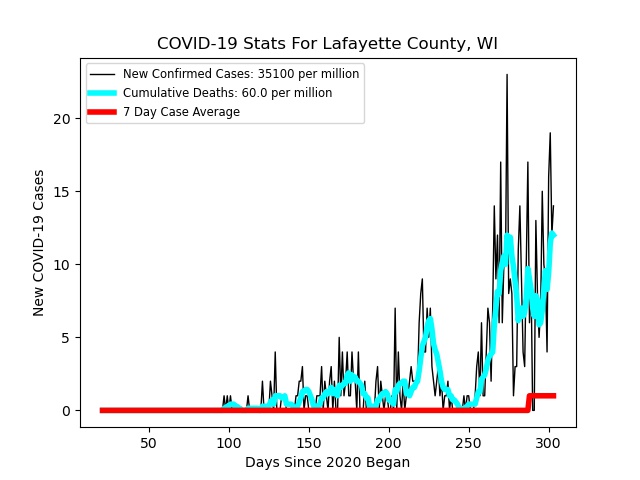 COVID-19 Stats For Lafayette County, WI
New Confirmed Cases: 35100 per million
Cumulative Deaths: 60.0 per million
7 Day Case Average
New COVID-19 Cases
20
15
10
5
0
50 100 150 200 250 300
Days Since 2020 Began